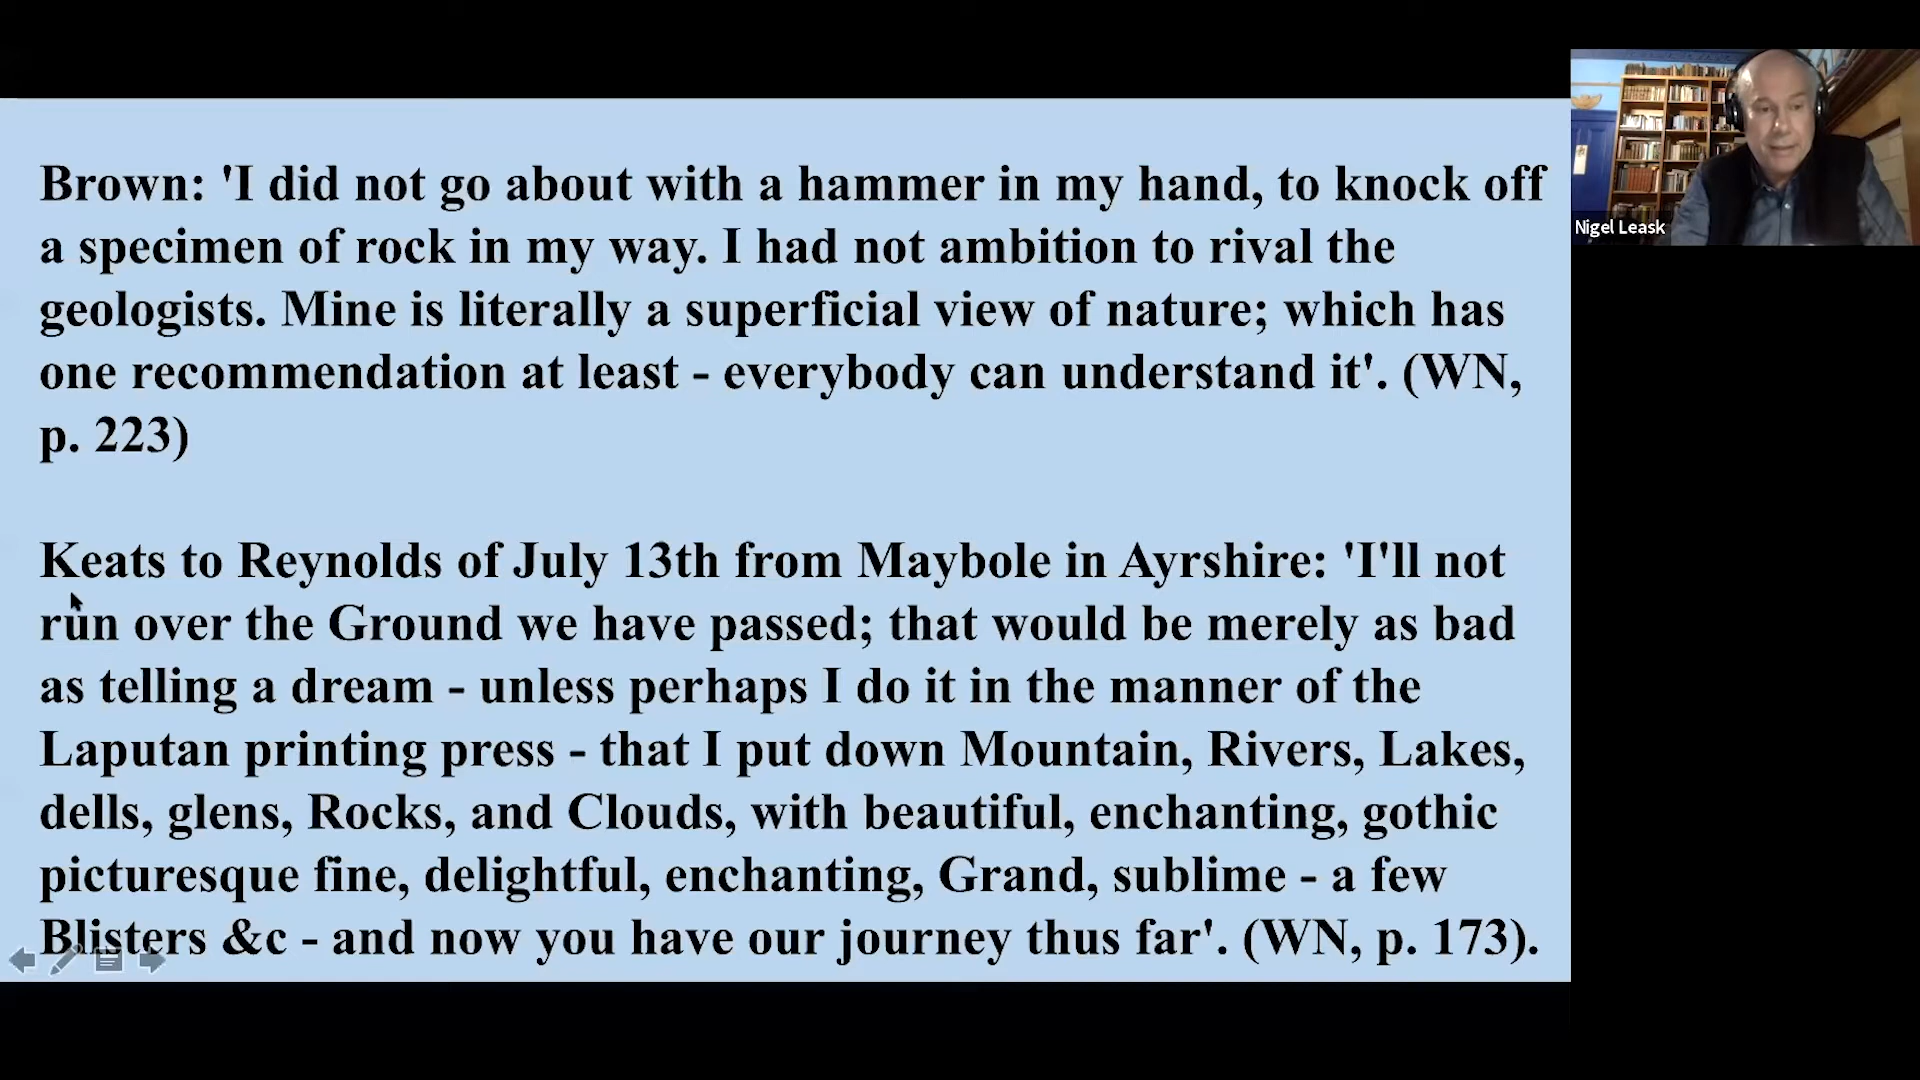 Brown: 'I did not go about with a hammer in my hand, to knock off
a specimen of rock in my way. I had not ambition to rival the
geologists. Mine is literally a superficial view of nature; which has
one recommendation at least - everybody can understand it'. (WN,
p. 223)
Keats to Reynolds of July 13th from Maybole in Ayrshire: 'I'll not
run over the Ground we have passed; that would be merely as bad
as telling a dream - unless perhaps I do it in the manner of the
Laputan printing press - that I put down Mountain, Rivers, Lakes,
dells, glens, Rocks, and Clouds, with beautiful, enchanting, gothic
picturesque fine, delightful, enchanting, Grand, sublime - a few
Blisters &c - and now you have our journey thus far'. (WN, p. 173).
Nigel Leask